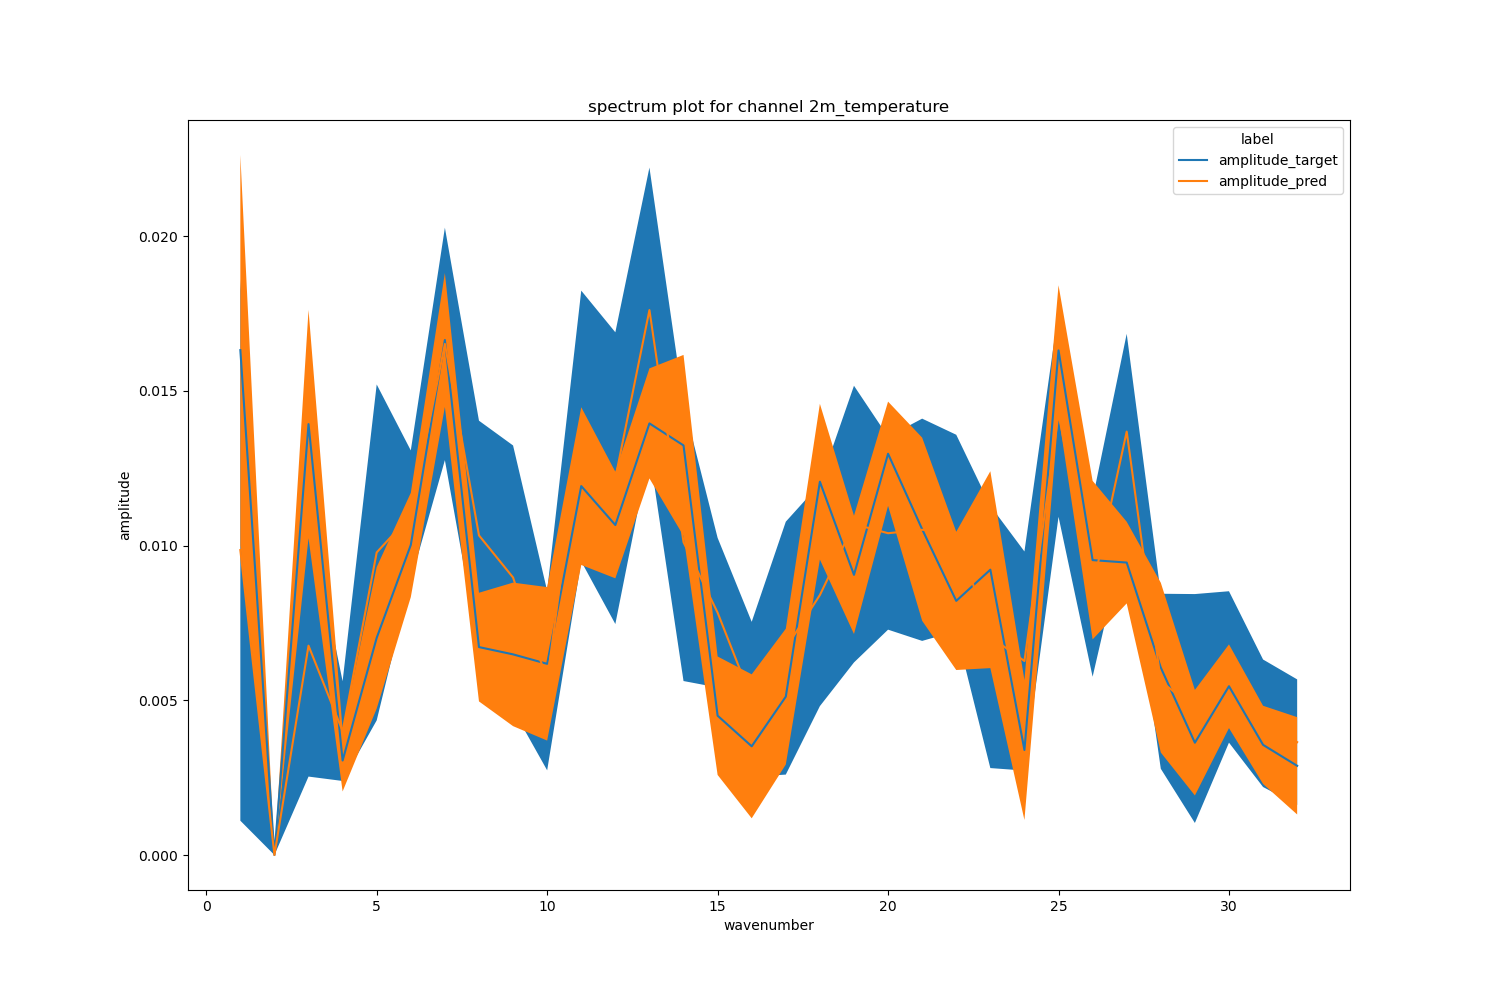 spectrum plot for channel 2m_temperature
label
amplitude_target
amplitude_pred
0.020
0.015
0.010
0.005
0.000
amplitude
0 5 10 15 20 25 30
wavenumber